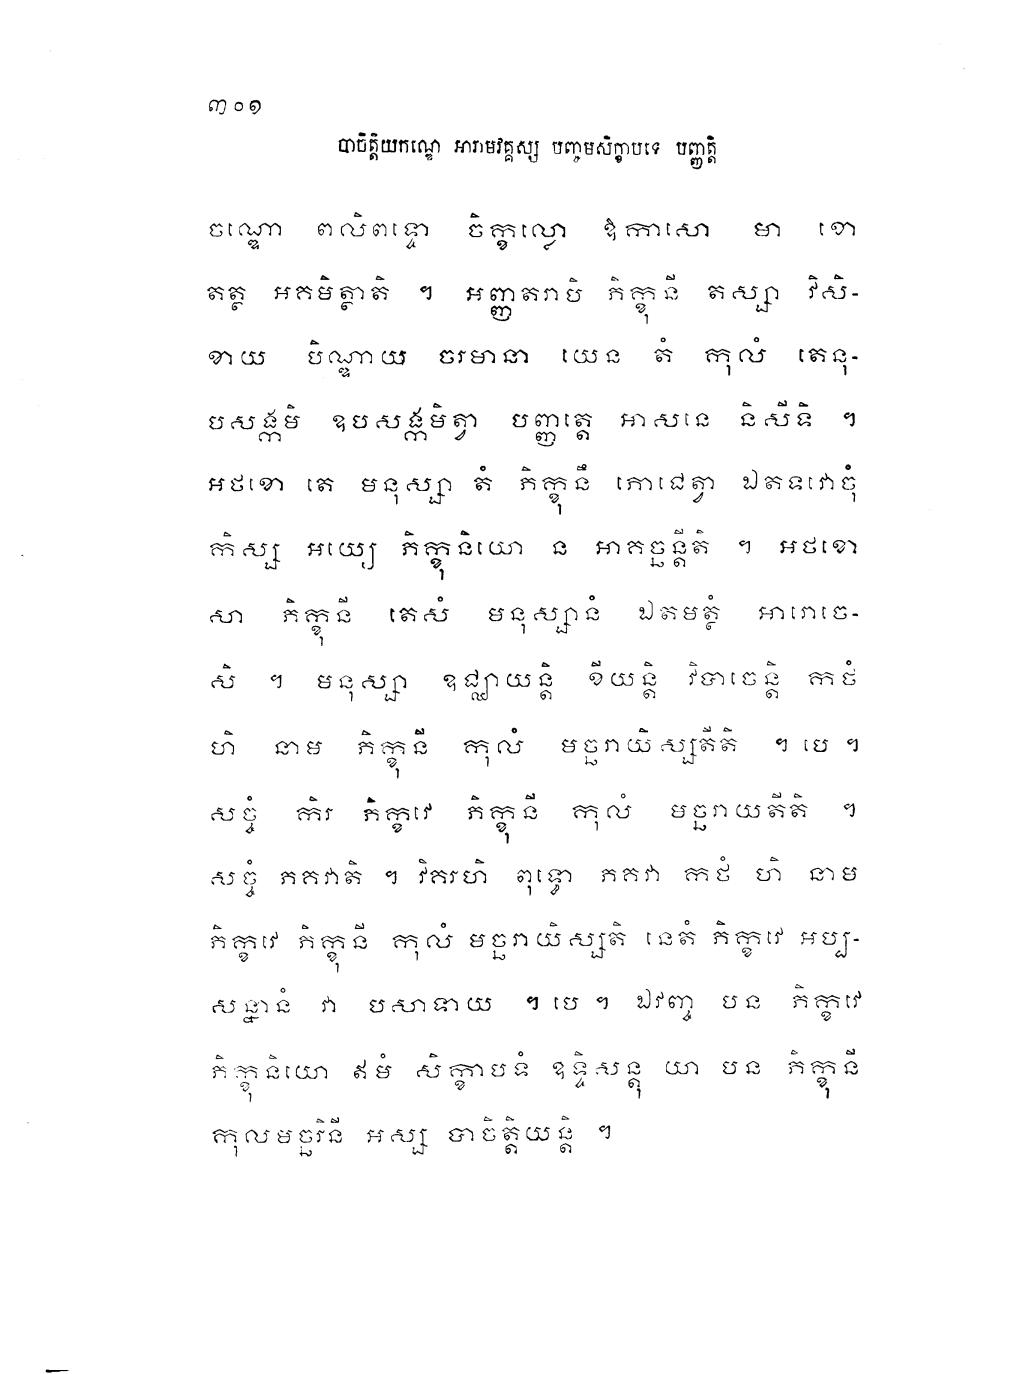 ៣០១
បាចិត្តិយកណ្ឌេ អារាមវគ្គស្ស បញ្ចមសិក្ខាបទេ បញ្ញត្តិ
ចណ្ឌោ ពលិពទ្ទោ ចិក្ខល្លោ ឱកាសោ មា ខោ
តត្ថ អគមិត្ថាតិ ។ អញ្ញតរាបិ ភិក្ខុនី តស្សា វិសិ-
ខាយ បិណ្ឌាយ ចរមានា យេន តំ កុលំ តេនុ-
បសង្កមិ ឧបសង្កមិត្វា បញ្ញត្តេ អាសនេ និសីទិ ។
អថខោ តេ មនុស្សា តំ ភិក្ខុនឹ ភោជេត្វា ឯតទវោចុំ
កិស្ស អយ្យេ ភិក្ខុនិយោ ន អាគច្ឆន្តីតិ ។ អថខោ
សា ភិក្ខុនី តេសំ មនុស្សានំ ឯតមត្ថំ អារោចេ-
សិ ។ មនុស្សា ឧជ្ឈាយន្តិ ខីយន្តិ វិបាចេន្តិ កថំ
ហិ នាម ភិក្ខុនី កុលំ មច្ឆរាយិស្សតីតិ ។ បេ ។
សច្ចំ កិរ ភិក្ខវេ ភិក្ខុនី កុលំ មច្ឆរាយតីតិ ។
សច្ចំ ភគវាតិ ។ វិគរហិ ពុទ្ធោ ភគវា កថំ ហិ នាម
ភិក្ខវេ ភិក្ខុនី កុលំ មច្ឆរាយិស្សតិ នេតំ ភិក្ខវេ អប្ប-
សន្នានំ វា បសាទាយ ។ បេ ។ ឯវញ្ច បន ភិក្ខវេ
ភិក្ខុនិយោ ឥមំ សិក្ខាបទំ ឧទ្ទិសន្តុ យា បន ភិក្ខុនី
កុលមច្ឆរិនី អស្ស បាចិត្តិយន្តិ ។